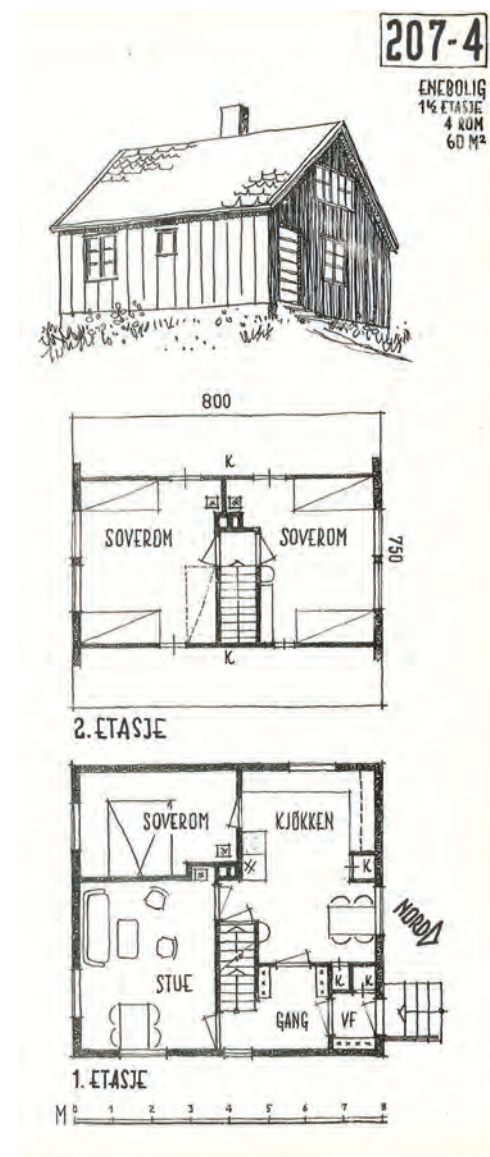 207-4
ENEBOLIG
1½ ETASJE
4 ROM
60 M²
800
K
SOVEROM SOVEROM
750
K
2. ETASJE
SOVEROM KJØKKEN
K
NORD
STUE
K K
GANG VF
1. ETASJE
M 0 1 2 3 4 5 6 7 8